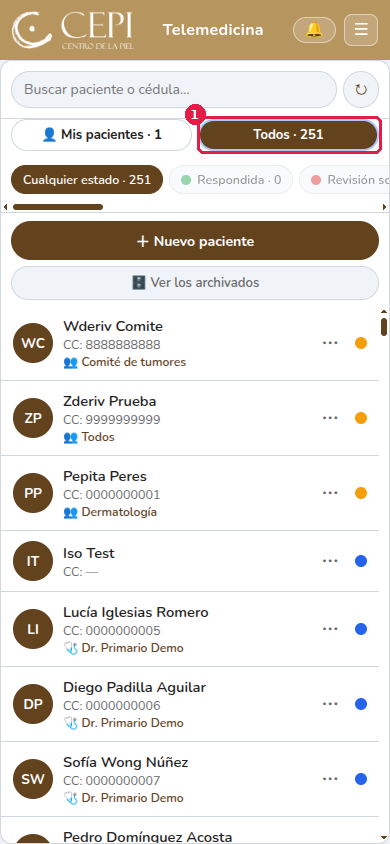 CEPI
CENTRO DE LA PIEL
Telemedicina
Buscar paciente o cédula...
1
Mis pacientes · 1
Todos · 251
Cualquier estado · 251
Respondida · 0
Revisión so
+ Nuevo paciente
Ver los archivados
WC
Wderiv Comite
CC: 8888888888
Comité de tumores
ZP
Zderiv Prueba
CC: 9999999999
Todos
PP
Pepita Peres
CC: 0000000001
Dermatología
IT
Iso Test
CC: —
LI
Lucía Iglesias Romero
CC: 0000000005
Dr. Primario Demo
DP
Diego Padilla Aguilar
CC: 0000000006
Dr. Primario Demo
SW
Sofía Wong Núñez
CC: 0000000007
Dr. Primario Demo
Pedro Domínguez Acosta